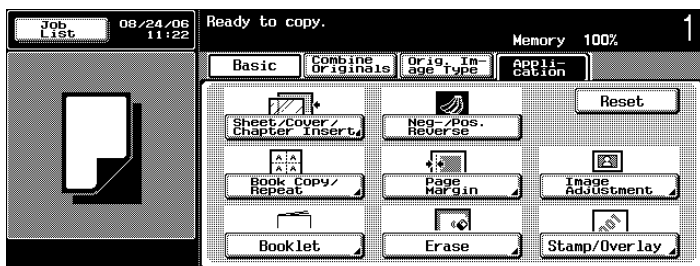 Job
List
08/24/06
11:22
Ready to copy.
Memory 100%
1
Basic
Combine
Originals
Orig. Im-
age Type
Appli-
cation
Reset
Sheet/Cover/
Chapter Insert
Neg-/Pos.
Reverse
A A
A A
Book Copy/
Repeat
Page
Margin
Image
Adjustment
001
Booklet
Erase
Stamp/Overlay